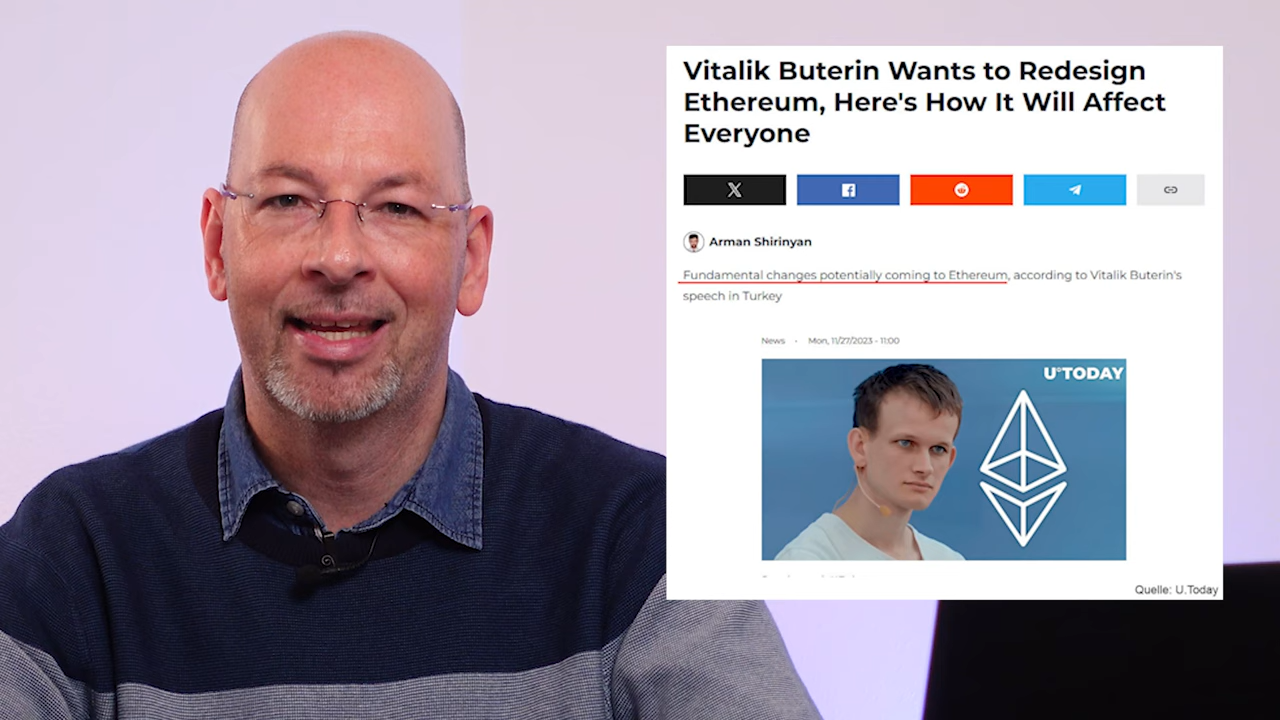 Vitalik Buterin Wants to Redesign
Ethereum, Here's How It Will Affect
Everyone
Arman Shirinyan
Fundamental changes potentially coming to Ethereum, according to Vitalik Buterin's
speech in Turkey
News · Mon, 11/27/2023 - 11:00
U°TODAY
Quelle: U.Today